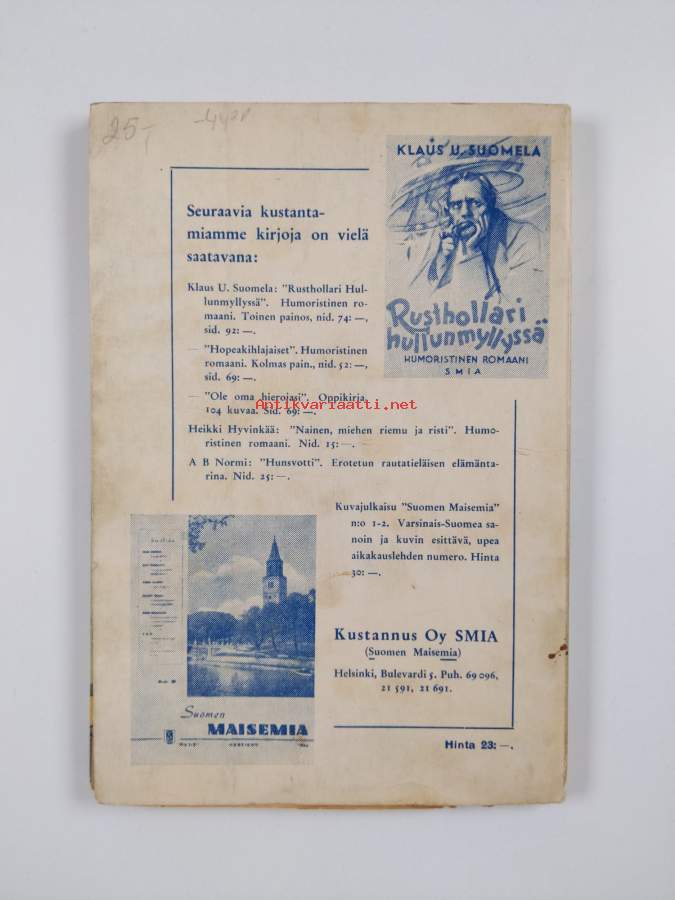 25,-
KLAUS U. SUOMELA
Rusthollari
hullunmyllyssä
HUMORISTINEN ROMAANI
SMIA
Seuraavia kustanta-
miamme kirjoja on vielä
saatavana:
Klaus U. Suomela: "Rusthollari Hul-
lunmyllyssä". Humoristinen ro-
maani. Toinen painos, nid. 74: —,
sid. 92: —.
— "Hopeakihlajaiset". Humoristinen
romaani. Kolmas pain., nid. 52: —,
sid. 69: —.
— "Ole oma hierojasi". Oppikirja.
104 kuvaa. Sid. 69: —.
Antikvariaatti.net
Heikki Hyvinkää: "Nainen, miehen riemu ja risti". Humo-
ristinen romaani. Nid. 15: —.
A B Normi: "Hunsvotti". Erotetun rautatieläisen elämänta-
rina. Nid. 25: —.
Kuvajulkaisu "Suomen Maisemia"
n:o 1-2. Varsinais-Suomea sa-
noin ja kuvin esittävä, upea
aikakauslehden numero. Hinta
30: —.
Kustannus Oy SMIA
(Suomen Maisemia)
Helsinki, Bulevardi 5. Puh. 69 096,
21 591, 21 691.
Suomen
MAISEMIA
Hinta 23: —.